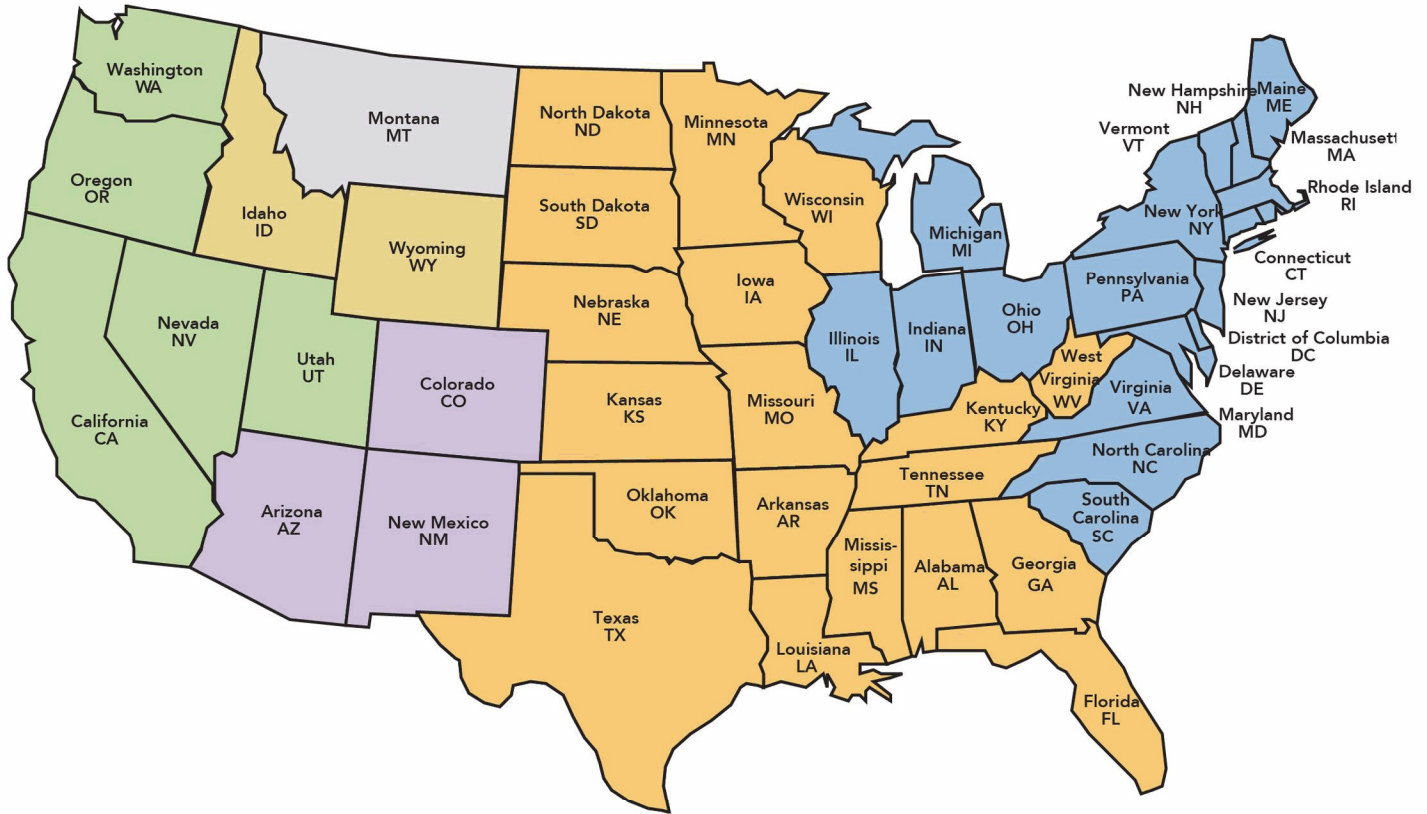 Washington
WA
Oregon
OR
California
CA
Nevada
NV
Idaho
ID
Montana
MT
Wyoming
WY
Utah
UT
Colorado
CO
Arizona
AZ
New Mexico
NM
North Dakota
ND
South Dakota
SD
Nebraska
NE
Kansas
KS
Oklahoma
OK
Texas
TX
Minnesota
MN
Iowa
IA
Missouri
MO
Arkansas
AR
Louisiana
LA
Wisconsin
WI
Illinois
IL
Michigan
MI
Indiana
IN
Ohio
OH
Kentucky
KY
Tennessee
TN
Missis-
sippi
MS
Alabama
AL
Georgia
GA
Florida
FL
South
Carolina
SC
North Carolina
NC
Virginia
VA
West
Virginia
WV
Pennsylvania
PA
New York
NY
Vermont
VT
New Hampshire
NH
Maine
ME
Massachusett
MA
Rhode Island
RI
Connecticut
CT
New Jersey
NJ
District of Columbia
DC
Delaware
DE
Maryland
MD